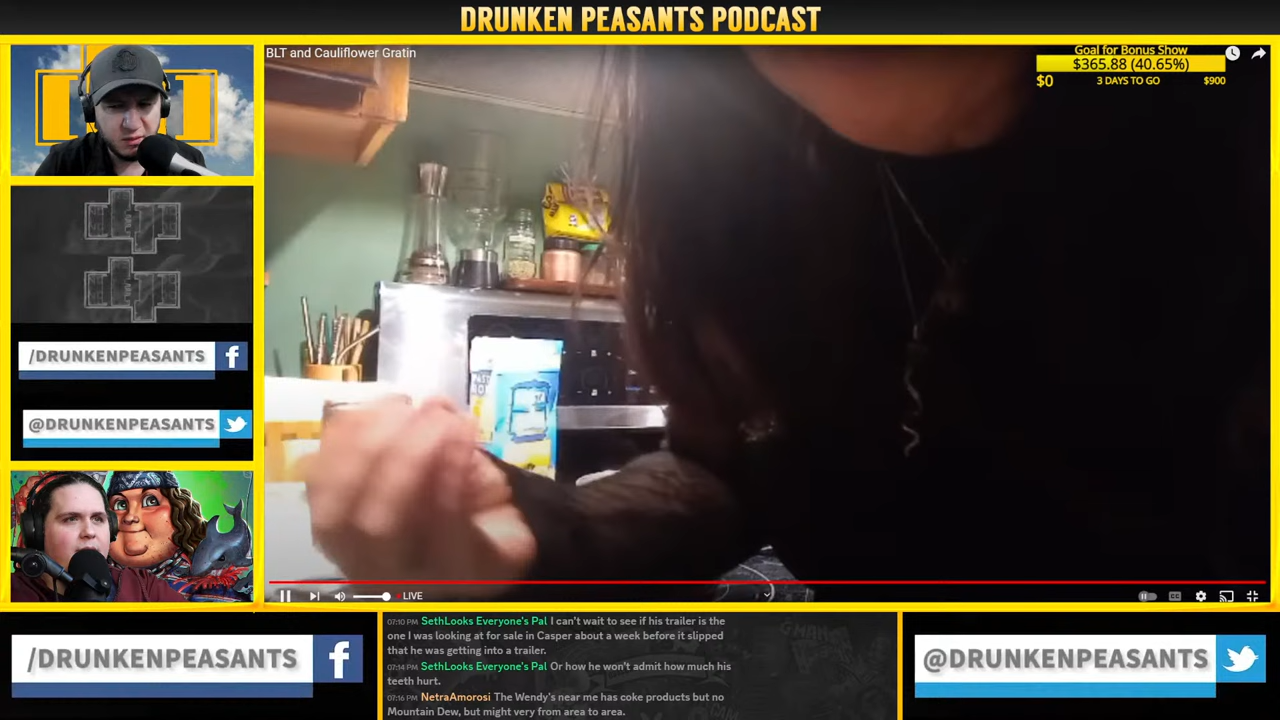 DRUNKEN PEASANTS PODCAST
BLT and Cauliflower Gratin
Goal for Bonus Show
$365.88 (40.65%)
$0
3 DAYS TO GO
$900
/DRUNKENPEASANTS
@DRUNKENPEASANTS
LIVE
/DRUNKENPEASANTS
07:10 PM SethLooks Everyone's Pal I can't wait to see if his trailer is the
one I was looking at for sale in Casper about a week before it slipped
that he was getting into a trailer.
07:14 PM SethLooks Everyone's Pal Or how he won't admit how much his
teeth hurt.
07:16 PM NetraAmorosi The Wendy's near me has coke products but no
Mountain Dew, but might very from area to area.
@DRUNKENPEASANTS